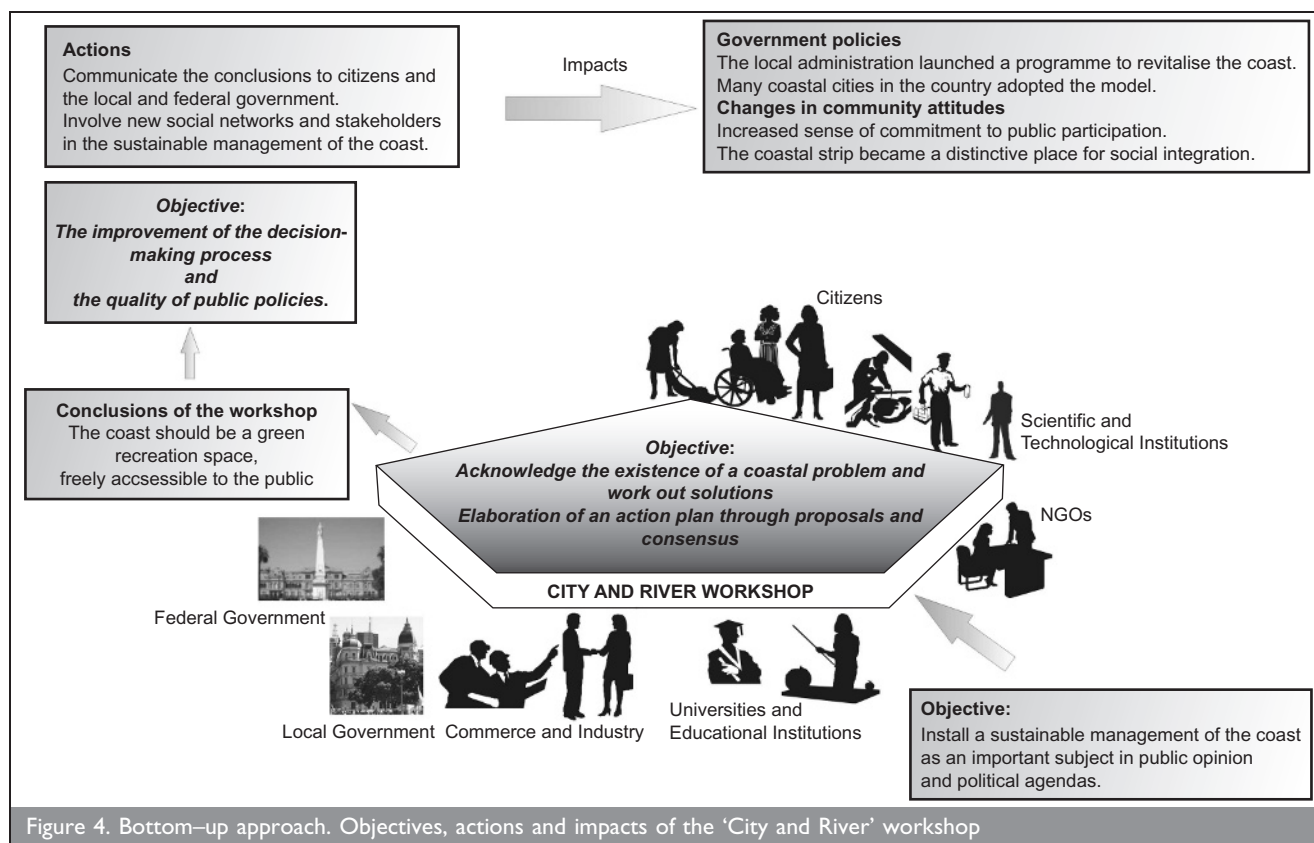 Actions
Communicate the conclusions to citizens and
the local and federal government.
Involve new social networks and stakeholders
in the sustainable management of the coast.
Impacts
Government policies
The local administration launched a programme to revitalise the coast.
Many coastal cities in the country adopted the model.
Changes in community attitudes
Increased sense of commitment to public participation.
The coastal strip became a distinctive place for social integration.
Objective:
The improvement of the decision-
making process
and
the quality of public policies.
Conclusions of the workshop
The coast should be a green
recreation space,
freely accsessible to the public
Citizens
Scientific and
Technological Institutions
NGOs
Objective:
Acknowledge the existence of a coastal problem and
work out solutions
Elaboration of an action plan through proposals and
consensus
CITY AND RIVER WORKSHOP
Federal Government
Local Government
Commerce and Industry
Universities and
Educational Institutions
Objective:
Install a sustainable management of the coast
as an important subject in public opinion
and political agendas.
Figure 4. Bottom–up approach. Objectives, actions and impacts of the ‘City and River’ workshop